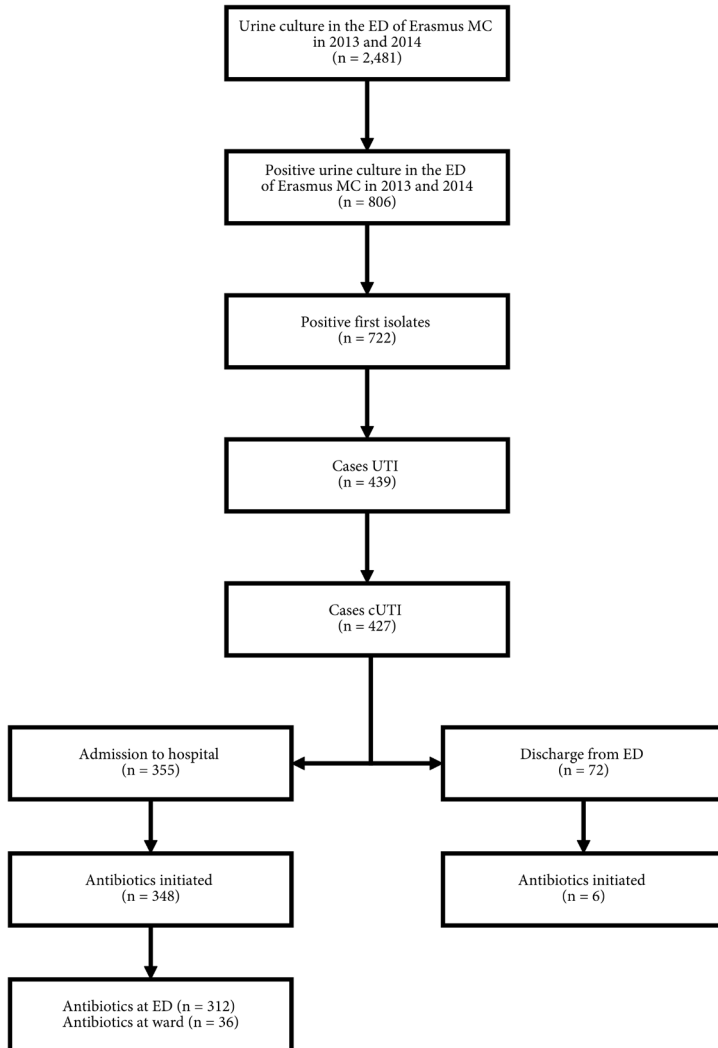 Urine culture in the ED of Erasmus MC
in 2013 and 2014
(n = 2,481)
Positive urine culture in the ED
of Erasmus MC in 2013 and 2014
(n = 806)
Positive first isolates
(n = 722)
Cases UTI
(n = 439)
Cases cUTI
(n = 427)
Admission to hospital
(n = 355)
Discharge from ED
(n = 72)
Antibiotics initiated
(n = 348)
Antibiotics initiated
(n = 6)
Antibiotics at ED (n = 312)
Antibiotics at ward (n = 36)